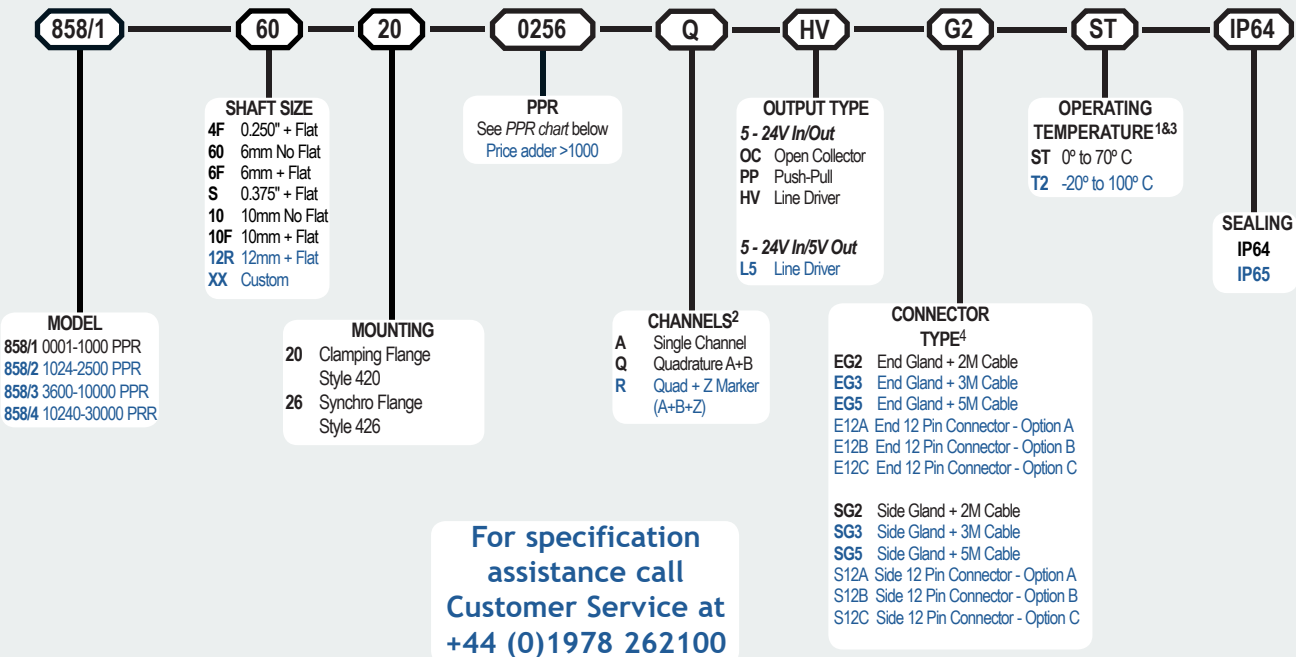 858/1 60 20 0256 Q HV G2 ST IP64
SHAFT SIZE
4F 0.250" + Flat
60 6mm No Flat
6F 6mm + Flat
S 0.375" + Flat
10 10mm No Flat
10F 10mm + Flat
12R 12mm + Flat
XX Custom
PPR
See PPR chart below
Price adder >1000
OUTPUT TYPE
5 - 24V In/Out
OC Open Collector
PP Push-Pull
HV Line Driver
5 - 24V In/5V Out
L5 Line Driver
OPERATING
TEMPERATURE1&3
ST 0º to 70º C
T2 -20º to 100º C
SEALING
IP64
IP65
MODEL
858/1 0001-1000 PPR
858/2 1024-2500 PPR
858/3 3600-10000 PPR
858/4 10240-30000 PRR
MOUNTING
20 Clamping Flange
Style 420
26 Synchro Flange
Style 426
CHANNELS2
A Single Channel
Q Quadrature A+B
R Quad + Z Marker
(A+B+Z)
CONNECTOR
TYPE4
EG2 End Gland + 2M Cable
EG3 End Gland + 3M Cable
EG5 End Gland + 5M Cable
E12A End 12 Pin Connector - Option A
E12B End 12 Pin Connector - Option B
E12C End 12 Pin Connector - Option C
SG2 Side Gland + 2M Cable
SG3 Side Gland + 3M Cable
SG5 Side Gland + 5M Cable
S12A Side 12 Pin Connector - Option A
S12B Side 12 Pin Connector - Option B
S12C Side 12 Pin Connector - Option C
For specification
assistance call
Customer Service at
+44 (0)1978 262100